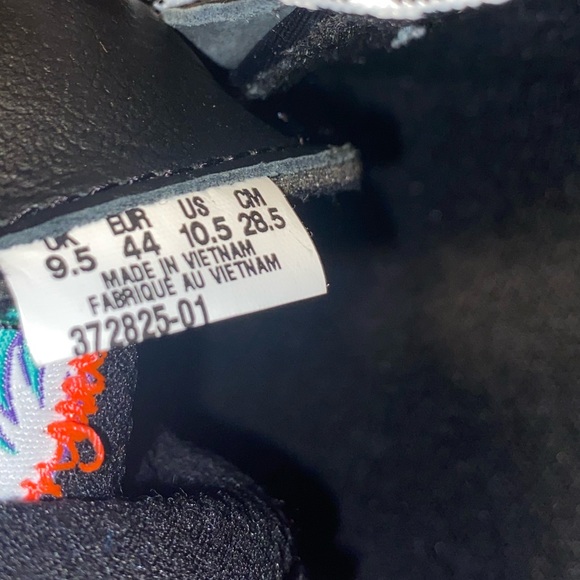 UK EUR US CM
9.5 44 10.5 28.5
MADE IN VIETNAM
FABRIQUE AU VIETNAM
372825-01